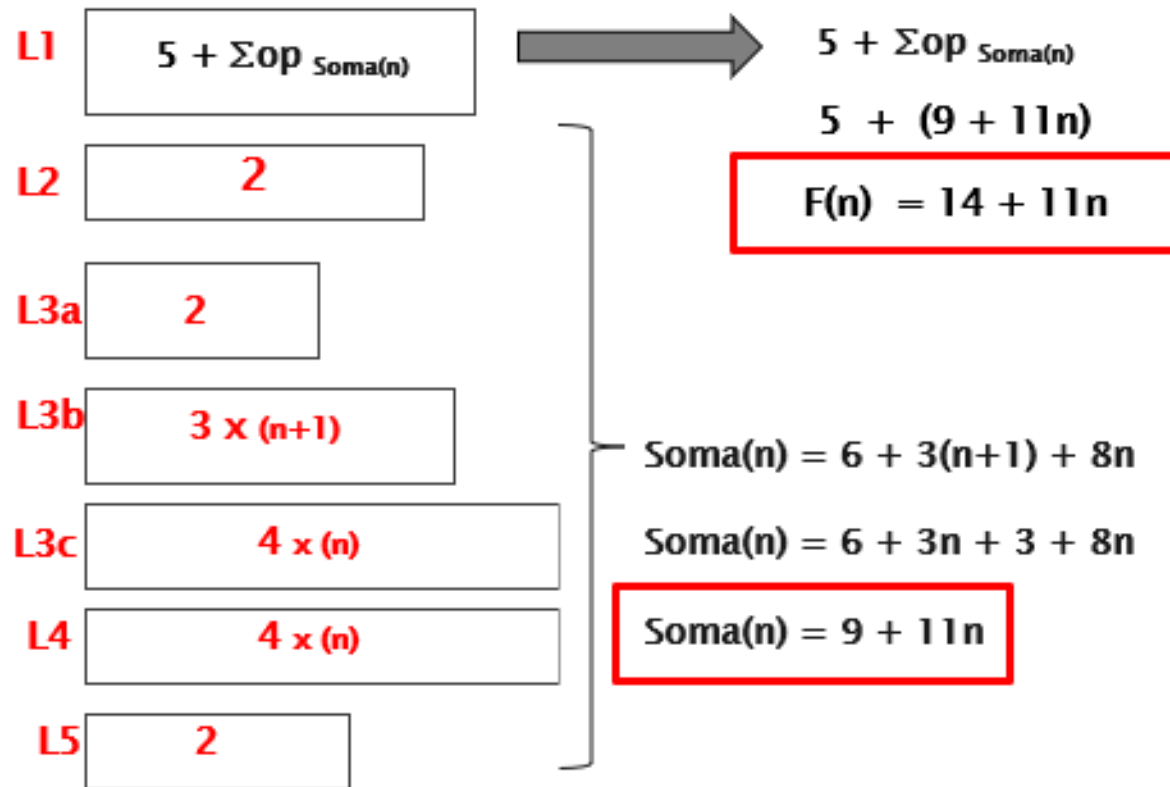 L1 5 + Σop Soma(n)
5 + Σop Soma(n)
5 + (9 + 11n)
F(n) = 14 + 11n
L2 2
L3a 2
L3b 3 x (n+1)
L3c 4 x (n)
L4 4 x (n)
L5 2
Soma(n) = 6 + 3(n+1) + 8n
Soma(n) = 6 + 3n + 3 + 8n
Soma(n) = 9 + 11n